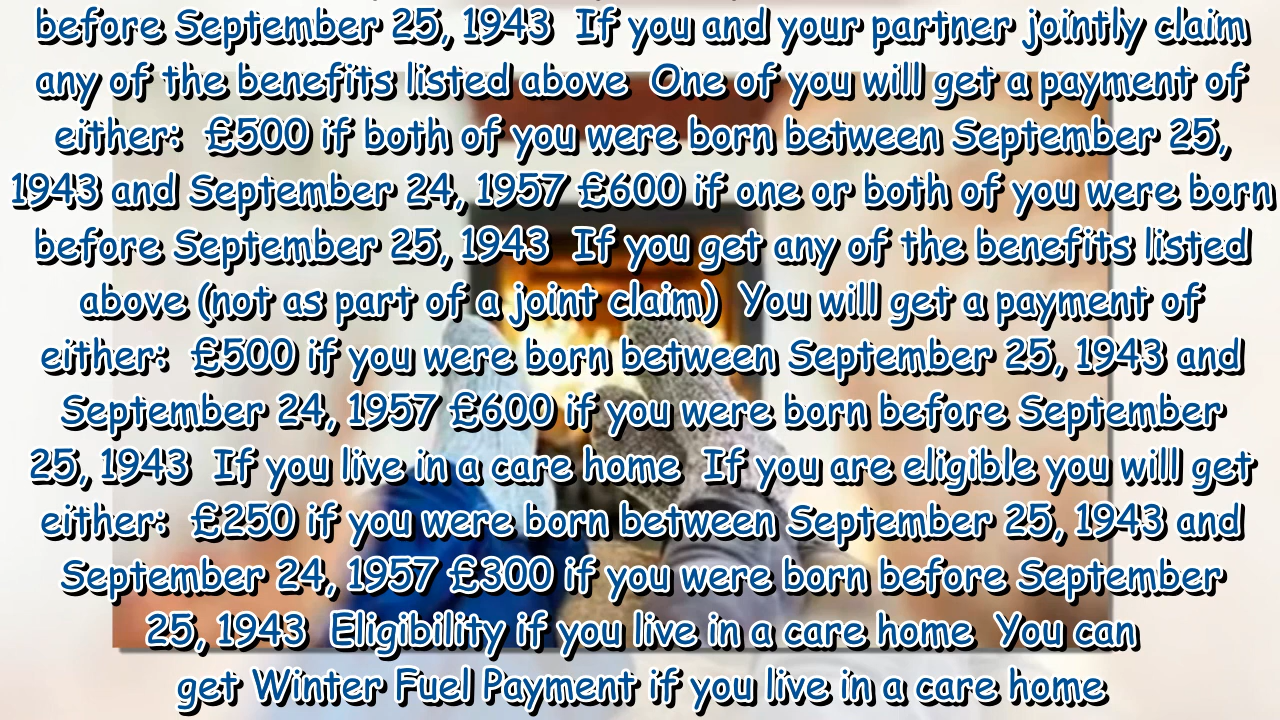 before September 25, 1943  If you and your partner jointly claim
any of the benefits listed above  One of you will get a payment of
either:  £500 if both of you were born between September 25,
1943 and September 24, 1957 £600 if one or both of you were born
before September 25, 1943  If you get any of the benefits listed
above (not as part of a joint claim)  You will get a payment of
either:  £500 if you were born between September 25, 1943 and
September 24, 1957 £600 if you were born before September
25, 1943  If you live in a care home  If you are eligible you will get
either:  £250 if you were born between September 25, 1943 and
September 24, 1957 £300 if you were born before September
25, 1943  Eligibility if you live in a care home  You can
get Winter Fuel Payment if you live in a care home